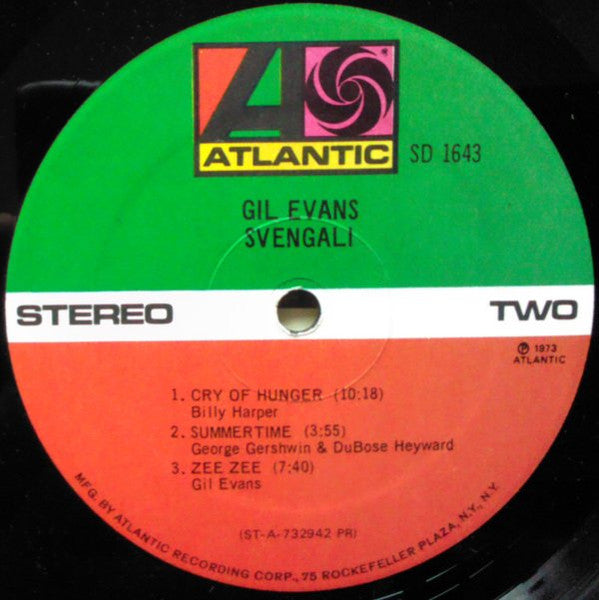 ATLANTIC
SD 1643
GIL EVANS
SVENGALI
STEREO
TWO
℗ 1973
ATLANTIC
1. CRY OF HUNGER (10:18)
Billy Harper
2. SUMMERTIME (3:55)
George Gershwin & DuBose Heyward
3. ZEE ZEE (7:40)
Gil Evans
(ST-A-732942 PR)
MFG. BY ATLANTIC RECORDING CORP., 75 ROCKEFELLER PLAZA, N.Y., N.Y.